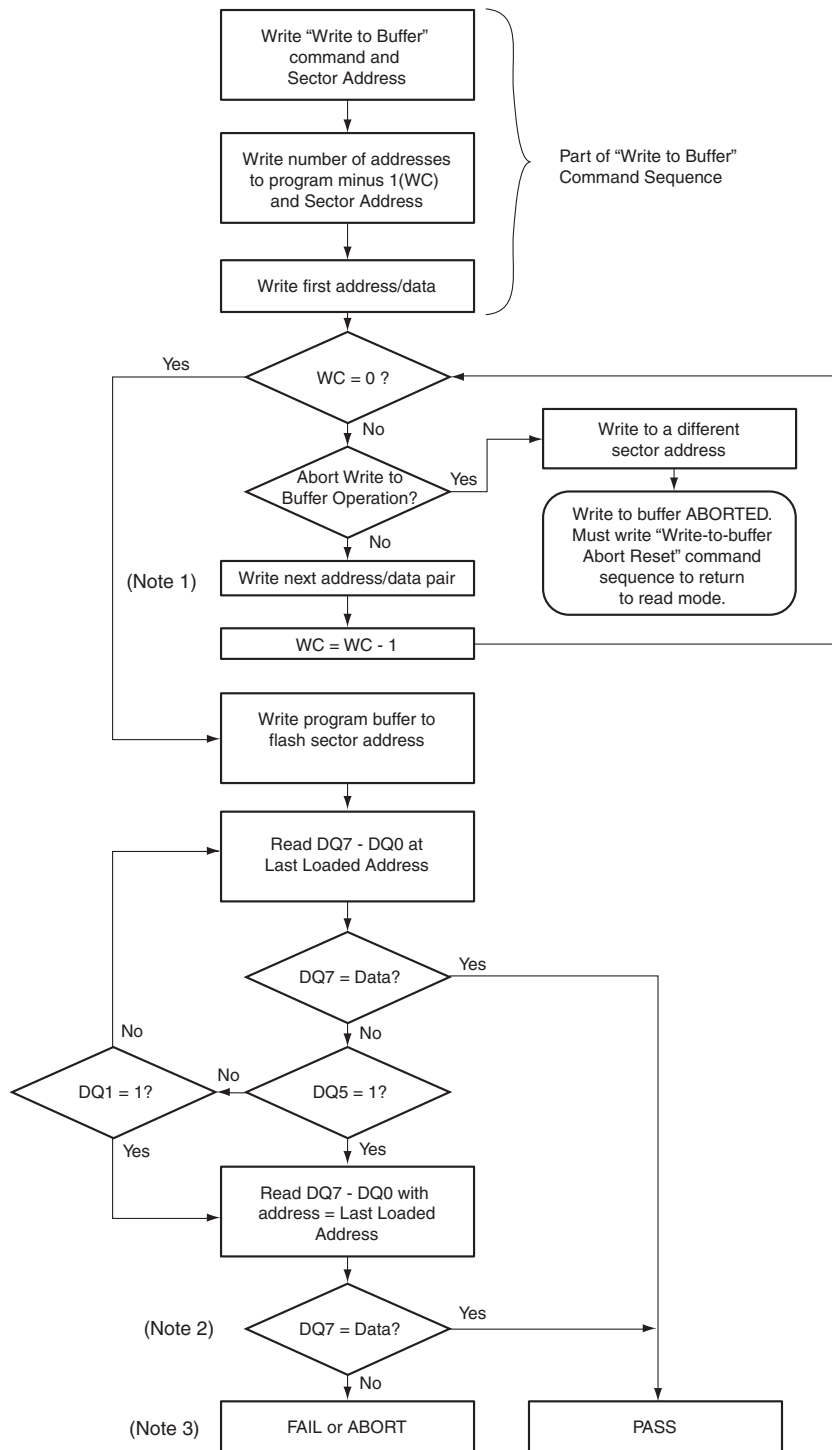 Write “Write to Buffer”
command and
Sector Address
Write number of addresses
to program minus 1(WC)
and Sector Address
Part of “Write to Buffer”
Command Sequence
Write first address/data
Yes
WC = 0 ?
No
Write to a different
sector address
Abort Write to
Buffer Operation?
Yes
No
Write to buffer ABORTED.
Must write “Write-to-buffer
Abort Reset” command
sequence to return
to read mode.
(Note 1)
Write next address/data pair
WC = WC - 1
Write program buffer to
flash sector address
Read DQ7 - DQ0 at
Last Loaded Address
DQ7 = Data?
Yes
No
No
DQ1 = 1?
No
DQ5 = 1?
Yes
Yes
Read DQ7 - DQ0 with
address = Last Loaded
Address
(Note 2)
DQ7 = Data?
Yes
No
(Note 3)
FAIL or ABORT
PASS